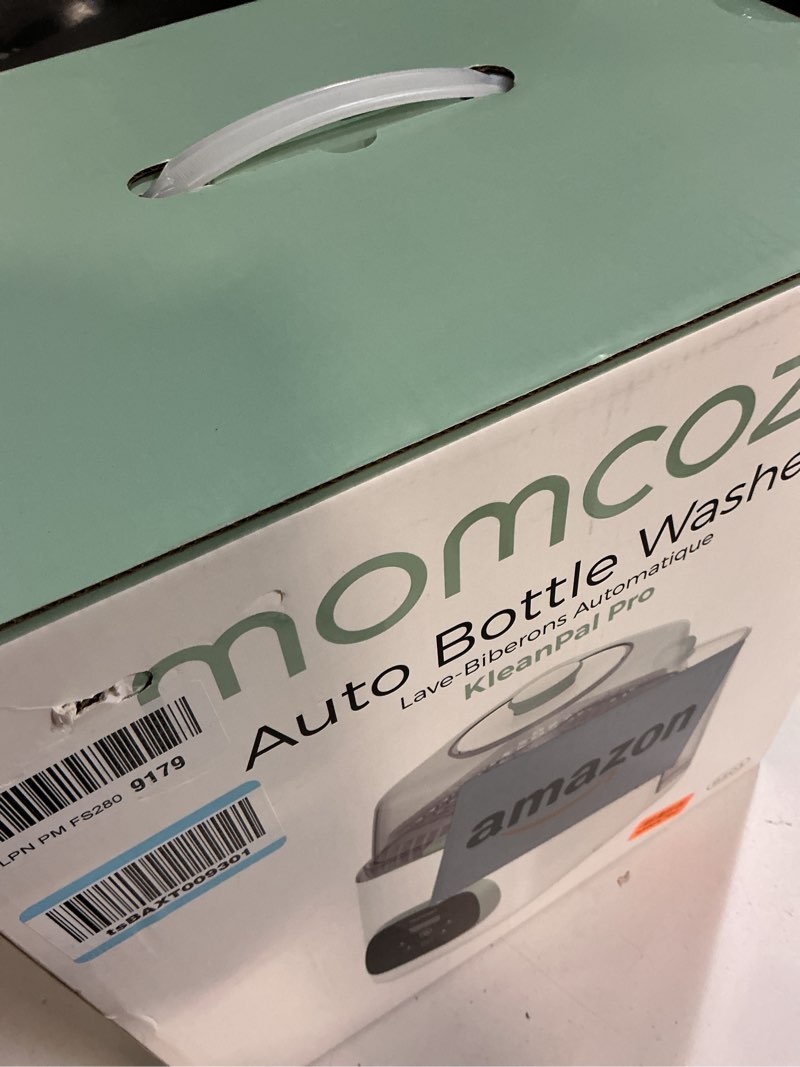 momcoz
Auto Bottle Washe
Lave-Biberons Automatique
KleanPal Pro
amazon
LPN PM FS280 9179
tsBAXT009301